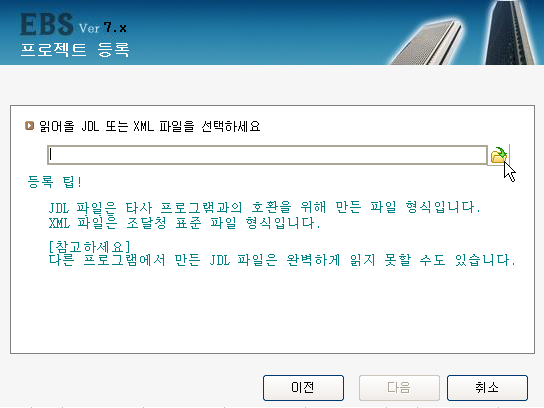 EBS Ver 7.x
프로젝트 등록
읽어올 JDL 또는 XML 파일을 선택하세요
등록 팁!
JDL 파일은 타사 프로그램과의 호환을 위해 만든 파일 형식입니다.
XML 파일은 조달청 표준 파일 형식입니다.
[참고하세요]
다른 프로그램에서 만든 JDL 파일은 완벽하게 읽지 못할 수도 있습니다.
이전 다음 취소